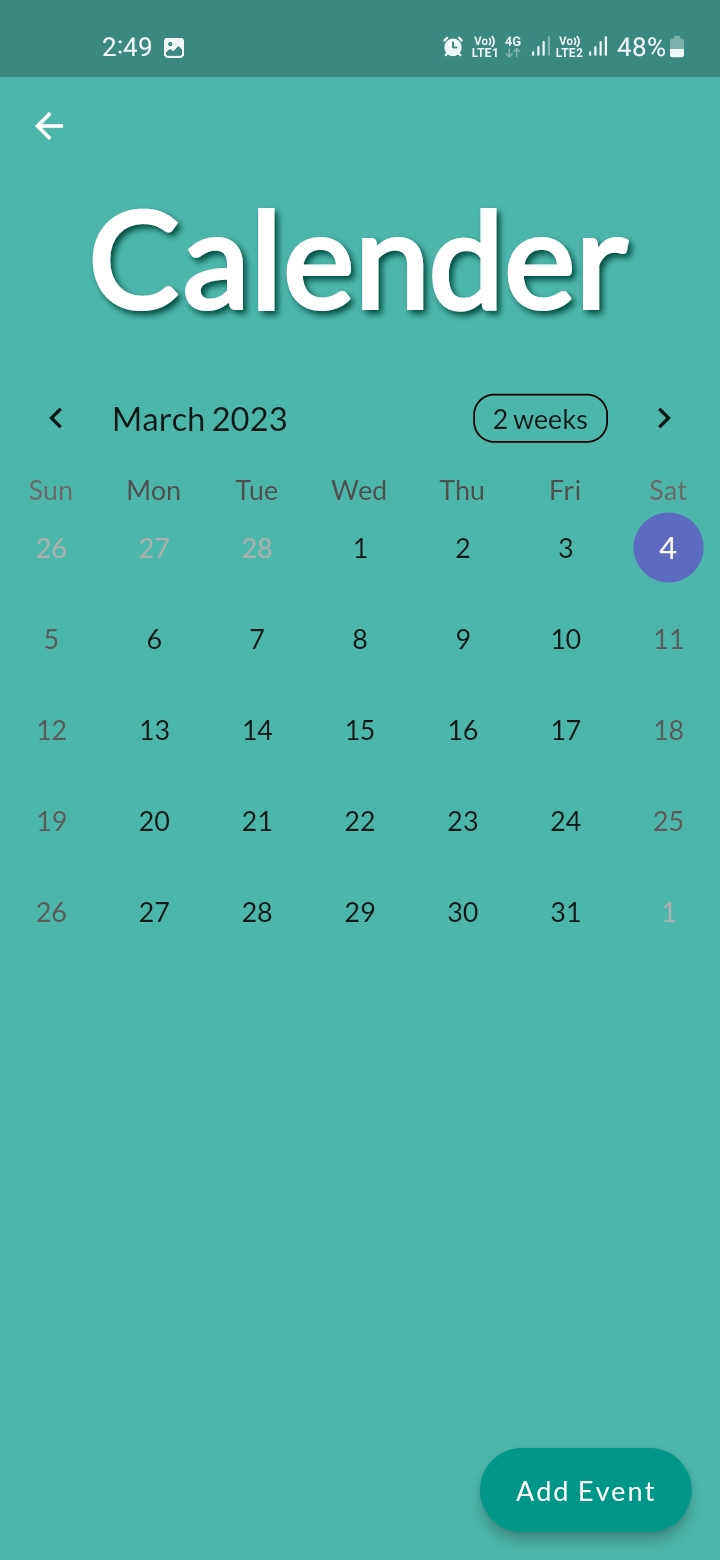 2:49 Vo)) LTE1 4G Vo)) LTE2 48%
Calender
March 2023 2 weeks
Sun Mon Tue Wed Thu Fri Sat
26 27 28 1 2 3 4
5 6 7 8 9 10 11
12 13 14 15 16 17 18
19 20 21 22 23 24 25
26 27 28 29 30 31 1
Add Event